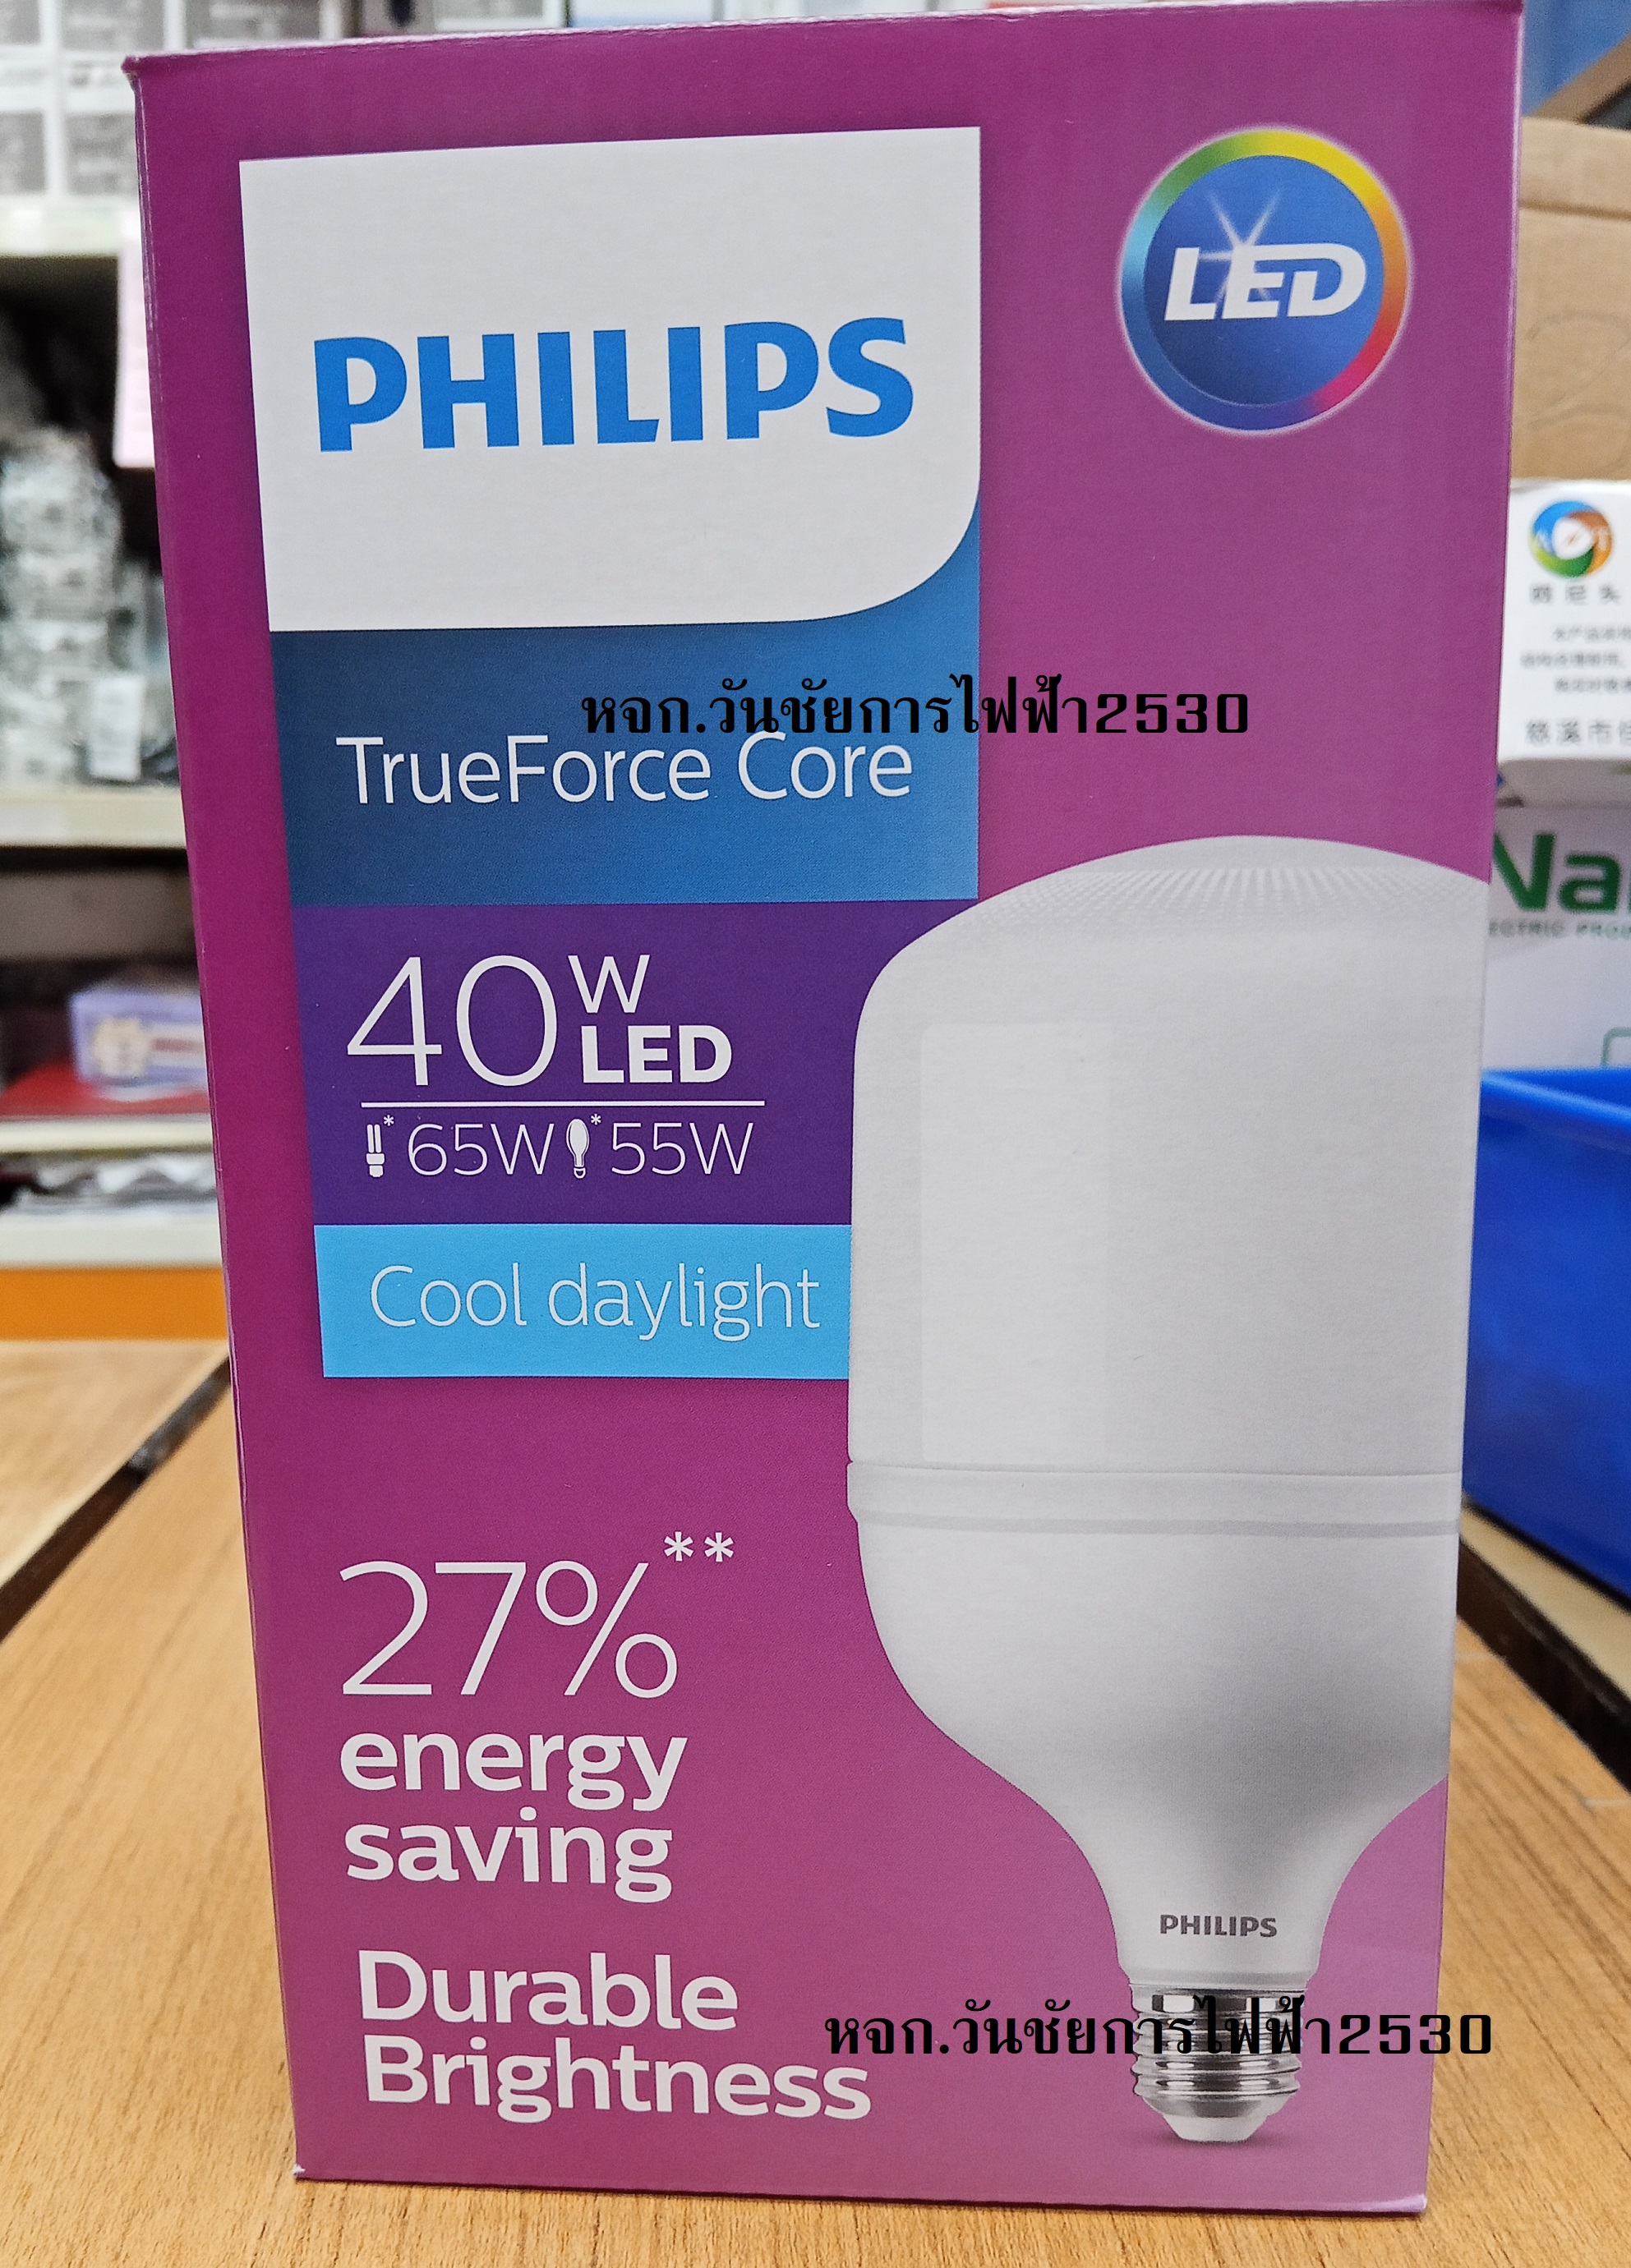 PHILIPS
LED
หจก.วันชัยการไฟฟ้า2530
TrueForce Core
40W
LED
*65W *55W
Cool daylight
27%**
energy
saving
Durable
Brightness
PHILIPS
หจก.วันชัยการไฟฟ้า2530
Na